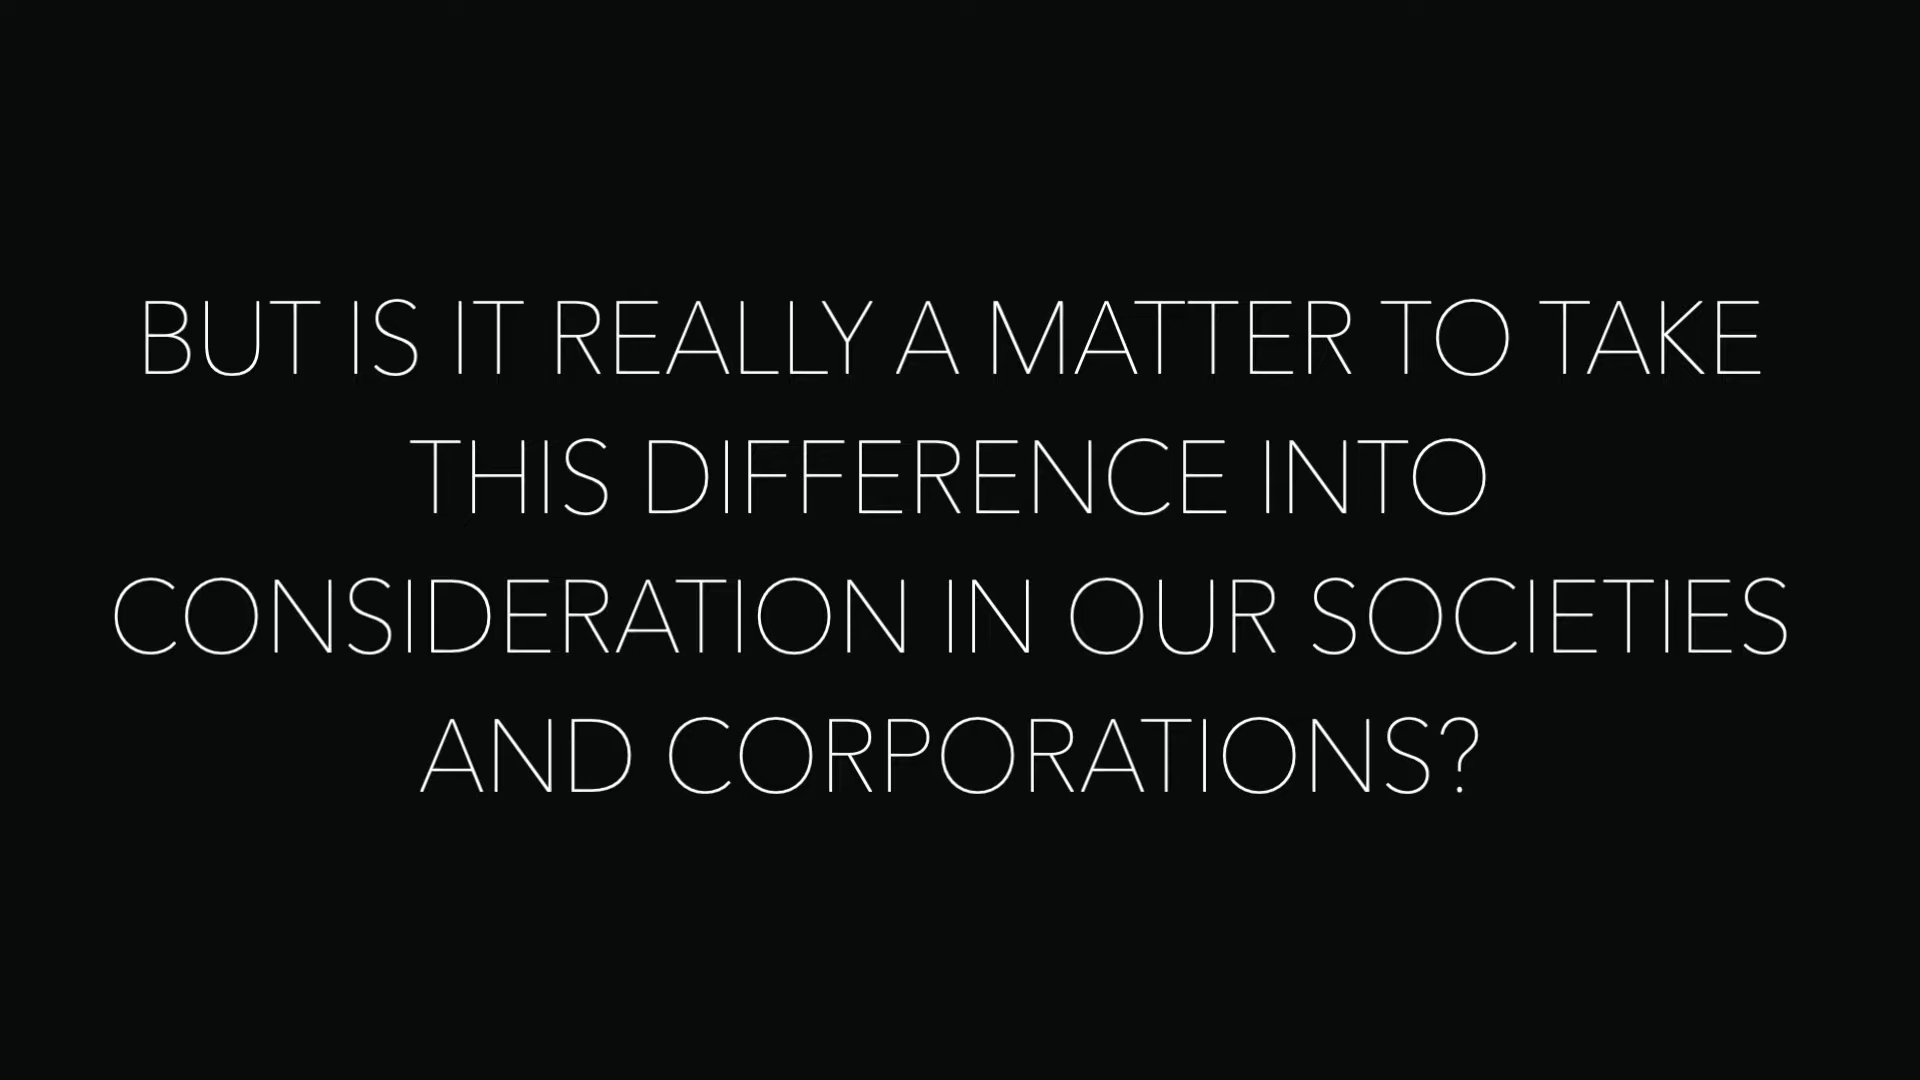 BUT IS IT REALLY A MATTER TO TAKE
THIS DIFFERENCE INTO
CONSIDERATION IN OUR SOCIETIES
AND CORPORATIONS?